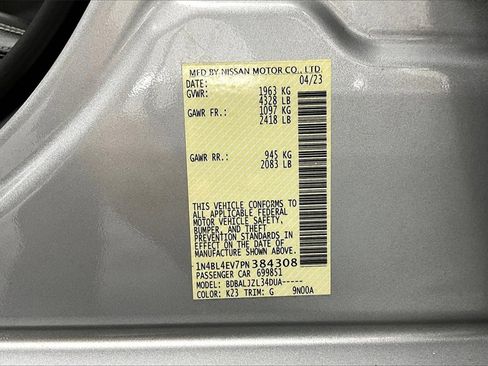 MFD BY NISSAN MOTOR CO., LTD.
DATE: 04/23
GVWR: 1963 KG
4328 LB
GAWR FR.: 1097 KG
2418 LB
GAWR RR.: 945 KG
2083 LB
THIS VEHICLE CONFORMS TO
ALL APPLICABLE FEDERAL
MOTOR VEHICLE SAFETY,
BUMPER, AND THEFT
PREVENTION STANDARDS IN
EFFECT ON THE DATE OF
MANUFACTURE SHOWN ABOVE.
1N4BL4EV7PN384308
PASSENGER CAR 699851
MODEL: BDBALJZL34DUA-----
COLOR: K23 TRIM: G 9N00A